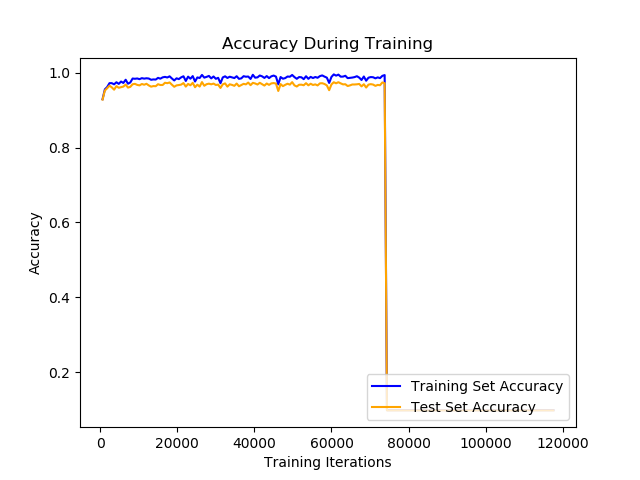 Accuracy During Training
1.0
0.8
0.6
0.4
0.2
Accuracy
Training Set Accuracy
Test Set Accuracy
0 20000 40000 60000 80000 100000 120000
Training Iterations